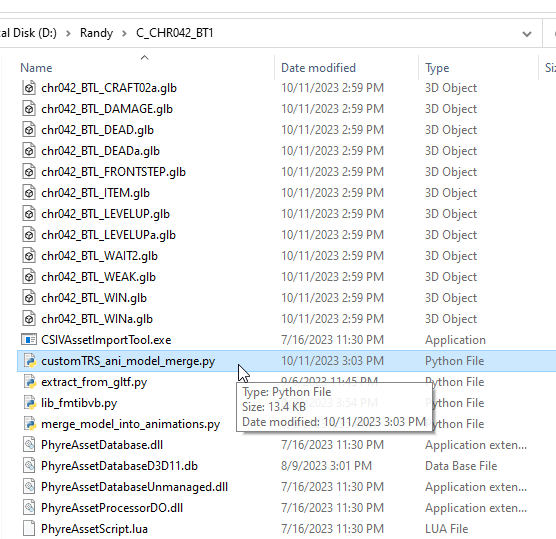 cal Disk (D:) > Randy > C_CHR042_BT1
Name Date modified Type Siz
chr042_BTL_CRAFT02a.glb 10/11/2023 2:59 PM 3D Object
chr042_BTL_DAMAGE.glb 10/11/2023 2:59 PM 3D Object
chr042_BTL_DEAD.glb 10/11/2023 2:59 PM 3D Object
chr042_BTL_DEADa.glb 10/11/2023 2:59 PM 3D Object
chr042_BTL_FRONTSTEP.glb 10/11/2023 2:59 PM 3D Object
chr042_BTL_ITEM.glb 10/11/2023 2:59 PM 3D Object
chr042_BTL_LEVELUP.glb 10/11/2023 2:59 PM 3D Object
chr042_BTL_LEVELUPa.glb 10/11/2023 2:59 PM 3D Object
chr042_BTL_WAIT2.glb 10/11/2023 2:59 PM 3D Object
chr042_BTL_WEAK.glb 10/11/2023 2:59 PM 3D Object
chr042_BTL_WIN.glb 10/11/2023 2:59 PM 3D Object
chr042_BTL_WINa.glb 10/11/2023 2:59 PM 3D Object
CSIVAssetImportTool.exe 7/16/2023 11:30 PM Application
customTRS_ani_model_merge.py 10/11/2023 3:03 PM Python File
extract_from_gltf.py 9/6/2023 11:45 PM Python File
Type: Python File
lib_fmtibvb.py 3:54 PM Python File
Size: 13.4 KB
merge_model_into_animations.py Python File
Date modified: 10/11/2023 3:03 PM
PhyreAssetDatabase.dll 7/16/2023 11:30 PM Application exten...
PhyreAssetDatabaseD3D11.db 8/9/2023 3:01 PM Data Base File
PhyreAssetDatabaseUnmanaged.dll 7/16/2023 11:30 PM Application exten...
PhyreAssetProcessorDO.dll 7/16/2023 11:30 PM Application exten...
PhyreAssetScript.lua 7/16/2023 11:30 PM LUA File